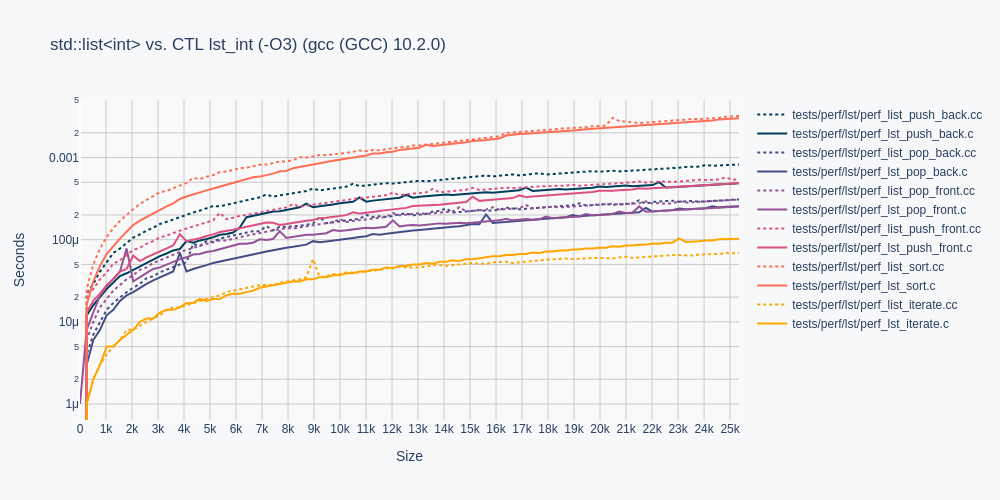 std::list<int> vs. CTL lst_int (-O3) (gcc (GCC) 10.2.0)
5
2
0.001
5
2
100μ
5
2
10μ
5
2
1μ
Seconds
0 1k 2k 3k 4k 5k 6k 7k 8k 9k 10k 11k 12k 13k 14k 15k 16k 17k 18k 19k 20k 21k 22k 23k 24k 25k
Size
tests/perf/lst/perf_list_push_back.cc
tests/perf/lst/perf_lst_push_back.c
tests/perf/lst/perf_list_pop_back.cc
tests/perf/lst/perf_lst_pop_back.c
tests/perf/lst/perf_list_pop_front.cc
tests/perf/lst/perf_lst_pop_front.c
tests/perf/lst/perf_list_push_front.cc
tests/perf/lst/perf_lst_push_front.c
tests/perf/lst/perf_list_sort.cc
tests/perf/lst/perf_lst_sort.c
tests/perf/lst/perf_list_iterate.cc
tests/perf/lst/perf_lst_iterate.c